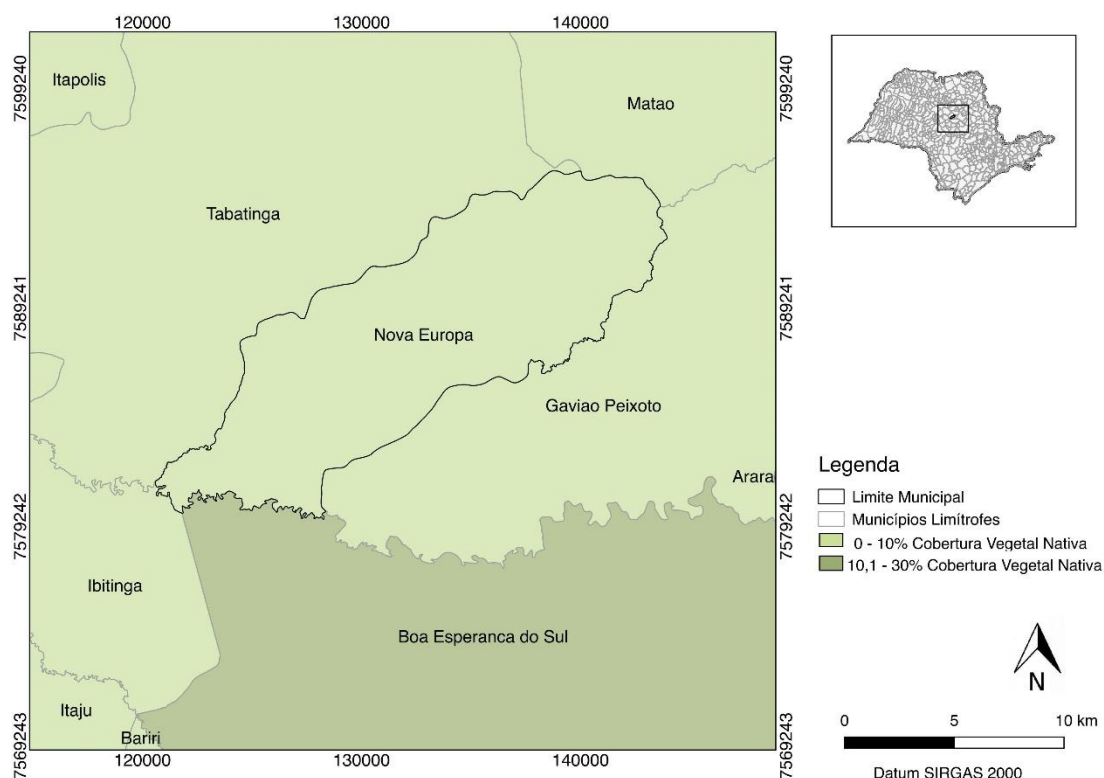 120000
130000
140000
7599240
7589241
7579242
7569243
Itapolis
Matao
Tabatinga
Nova Europa
Gaviao Peixoto
Ararai
Ibitinga
Boa Esperanca do Sul
Itaju
Bariri
7599240
7589241
7579242
7569243
120000
130000
140000
Legenda
Limite Municipal
Municípios Limítrofes
0 - 10% Cobertura Vegetal Nativa
10,1 - 30% Cobertura Vegetal Nativa
N
0
5
10 km
Datum SIRGAS 2000